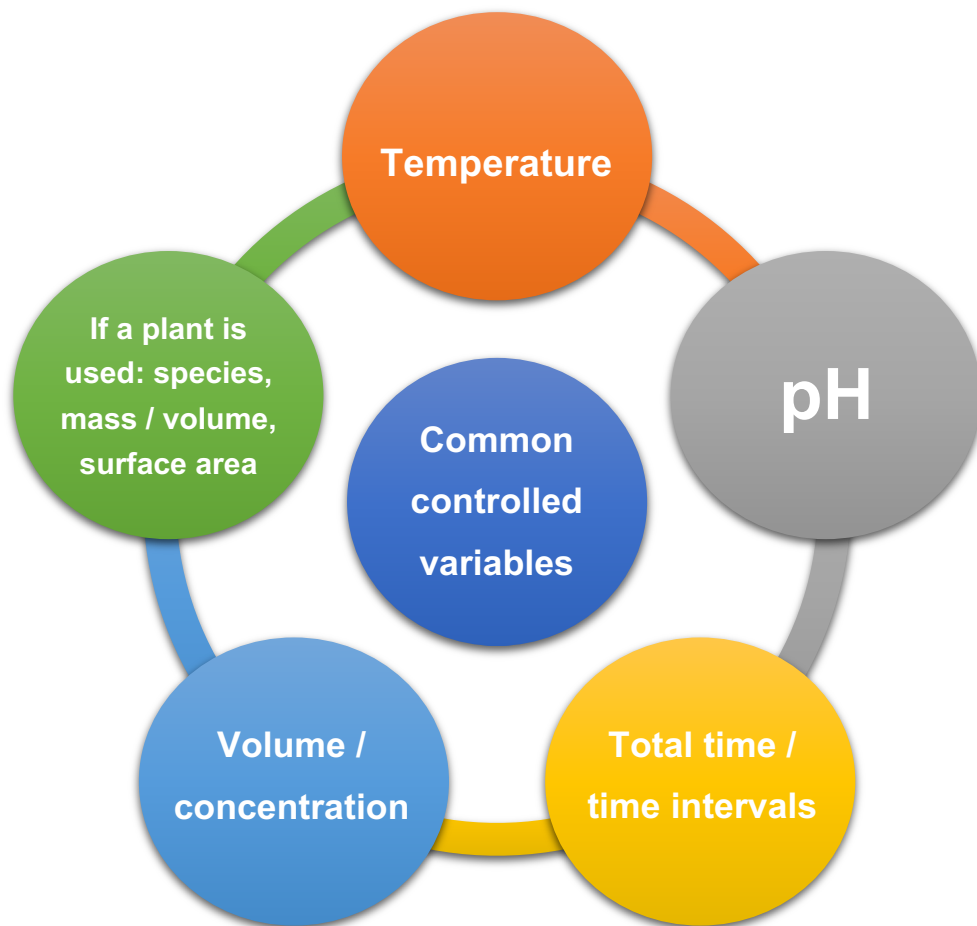 Temperature
pH
Total time /
time intervals
Volume /
concentration
If a plant is
used: species,
mass / volume,
surface area
Common
controlled
variables